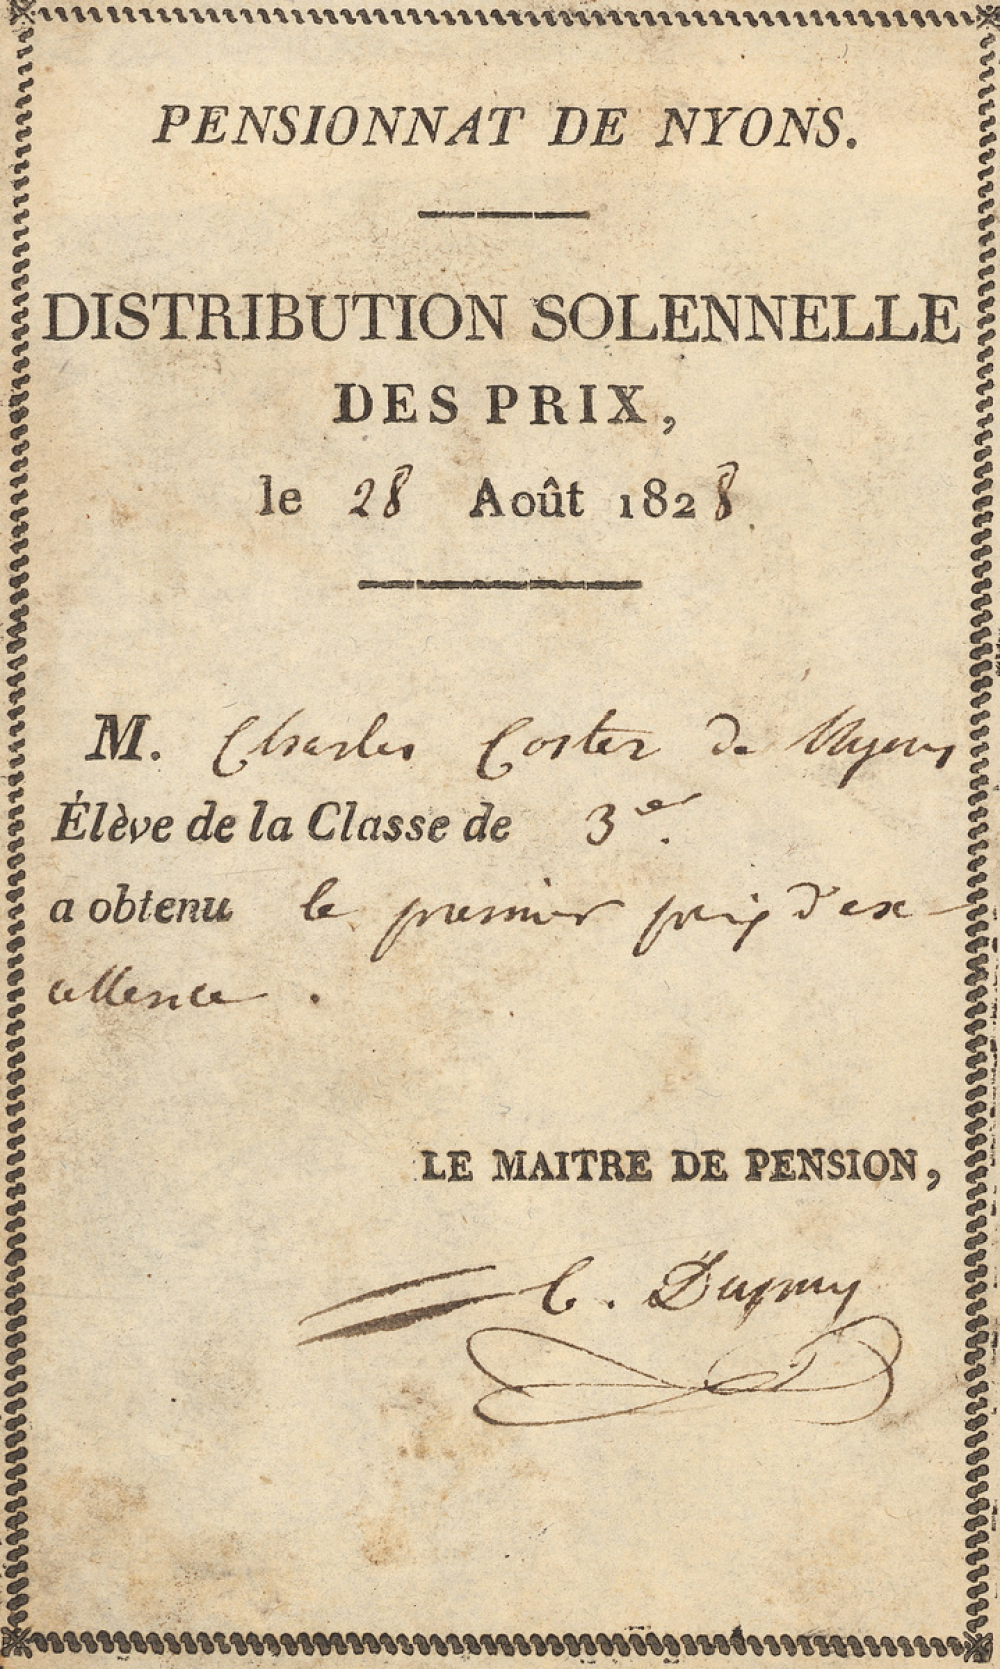 PENSIONNAT DE NYONS.
DISTRIBUTION SOLENNELLE
DES PRIX,
le 28 Août 1828.
M. Charles Coster de Nyons
Élève de la Classe de 3e.
a obtenu le premier prix d'ex-
cellence.
LE MAITRE DE PENSION,
C. Dupuy